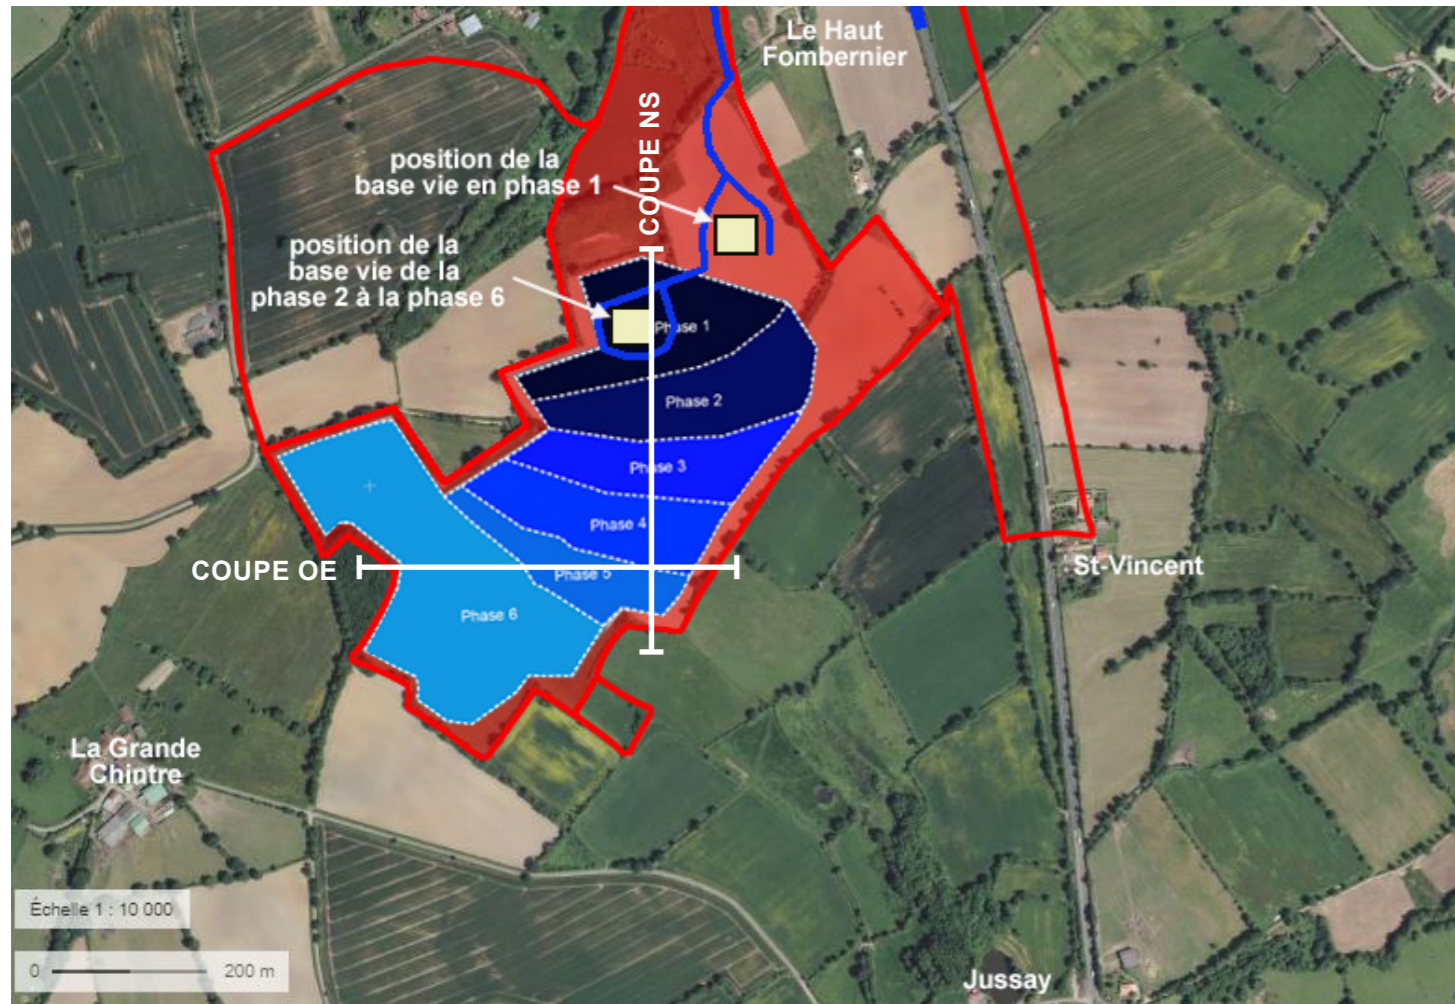 Le Haut
Fombernier
COUPE NS
position de la
base vie en phase 1
position de la
base vie de la
phase 2 à la phase 6
Phase 1
Phase 2
Phase 3
Phase 4
COUPE OE
Phase 5
St-Vincent
Phase 6
La Grande
Chintre
Échelle 1 : 10 000
0 200 m
Jussay